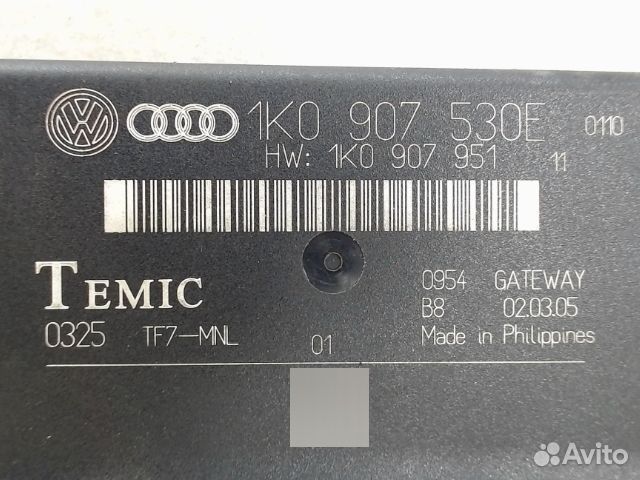 1K0 907 530E 0110
HW: 1K0 907 951 11
TEMIC
0954 GATEWAY
B8 02.03.05
0325 TF7-MNL 01 Made in Philippines
Avito